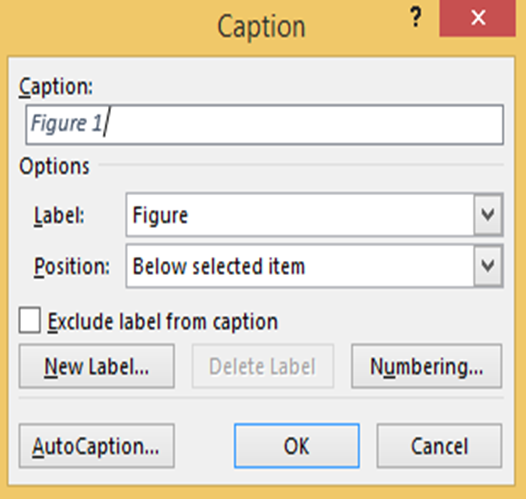 Caption
?
Caption:
Figure 1
Options
Label:
Figure
Position:
Below selected item
Exclude label from caption
New Label...
Delete Label
Numbering...
AutoCaption...
OK
Cancel